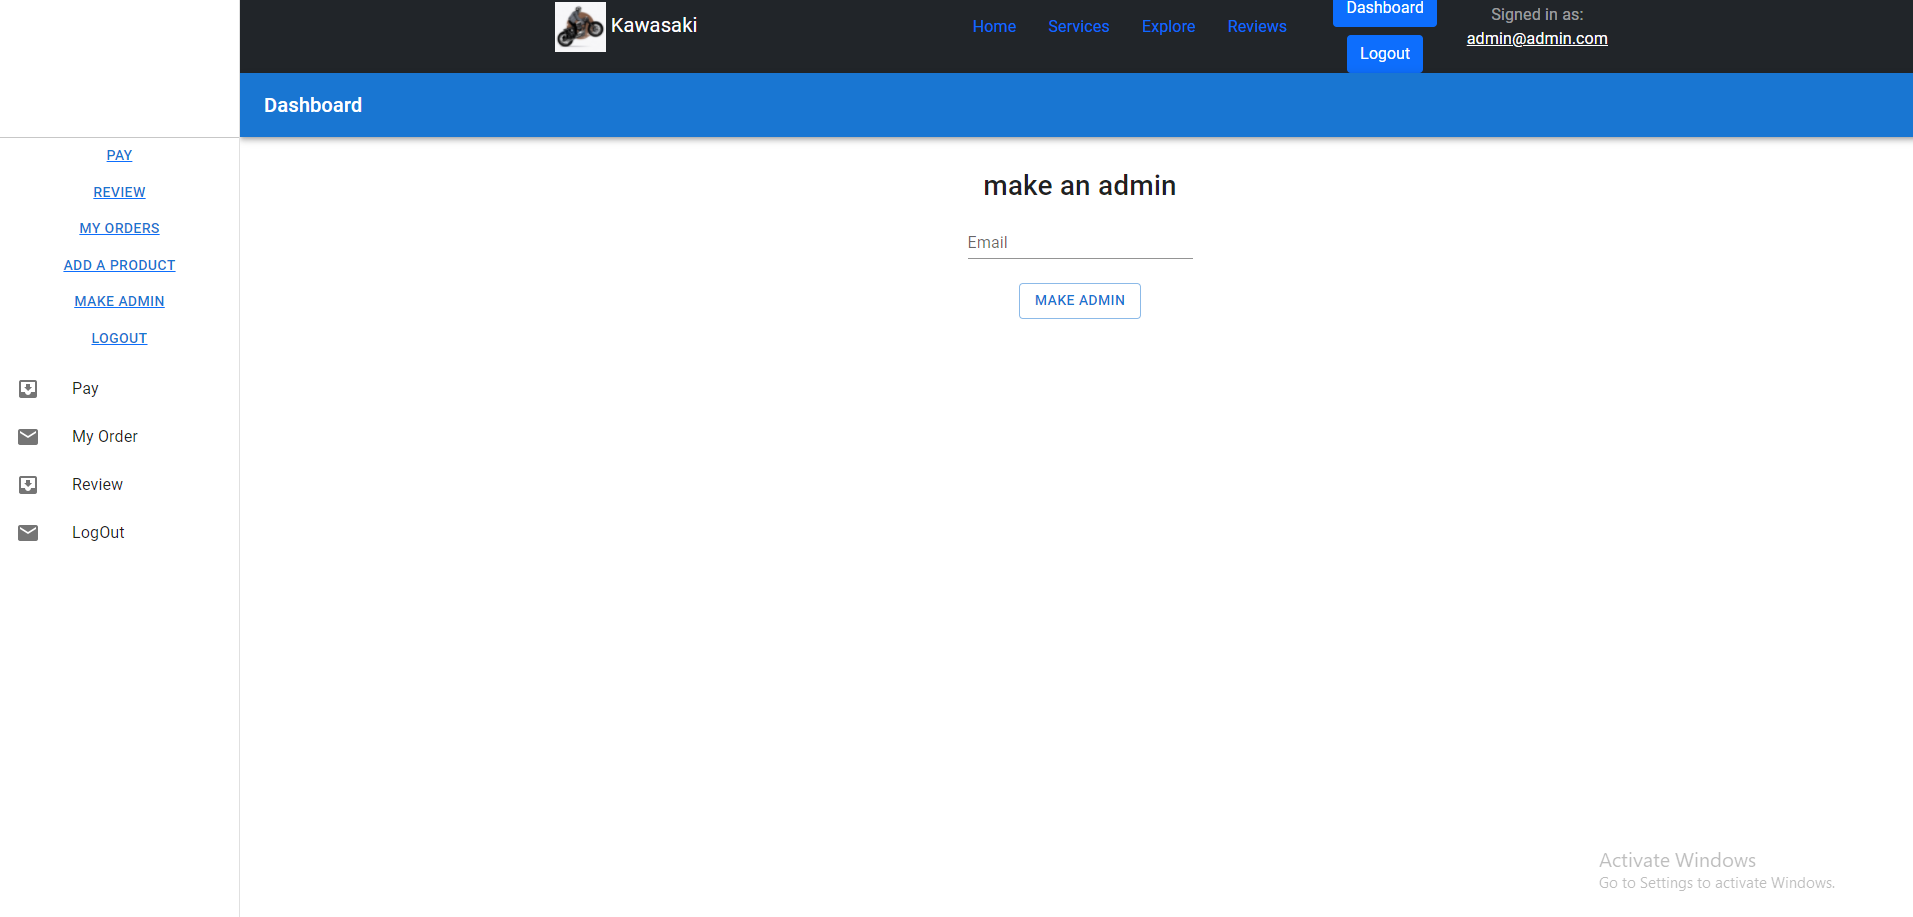 Kawasaki
Home Services Explore Reviews
Dashboard
Logout
Signed in as:
admin@admin.com
Dashboard
PAY
REVIEW
MY ORDERS
ADD A PRODUCT
MAKE ADMIN
LOGOUT
Pay
My Order
Review
LogOut
make an admin
Email
MAKE ADMIN
Activate Windows
Go to Settings to activate Windows.